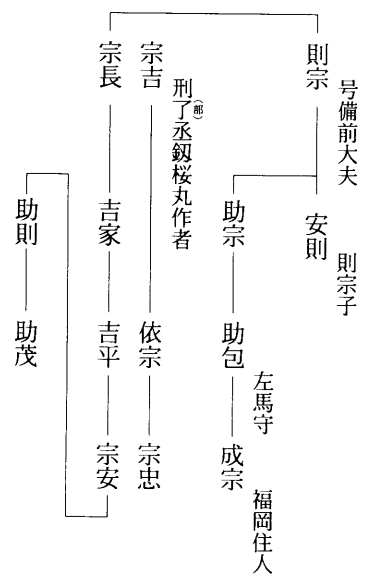 則宗
号備前大夫
安則
則宗子
助宗
助包
左馬守
成宗
福岡住人
宗吉
刑了(部)丞釼桜丸作者
依宗
宗忠
宗長
吉家
吉平
宗安
助則
助茂